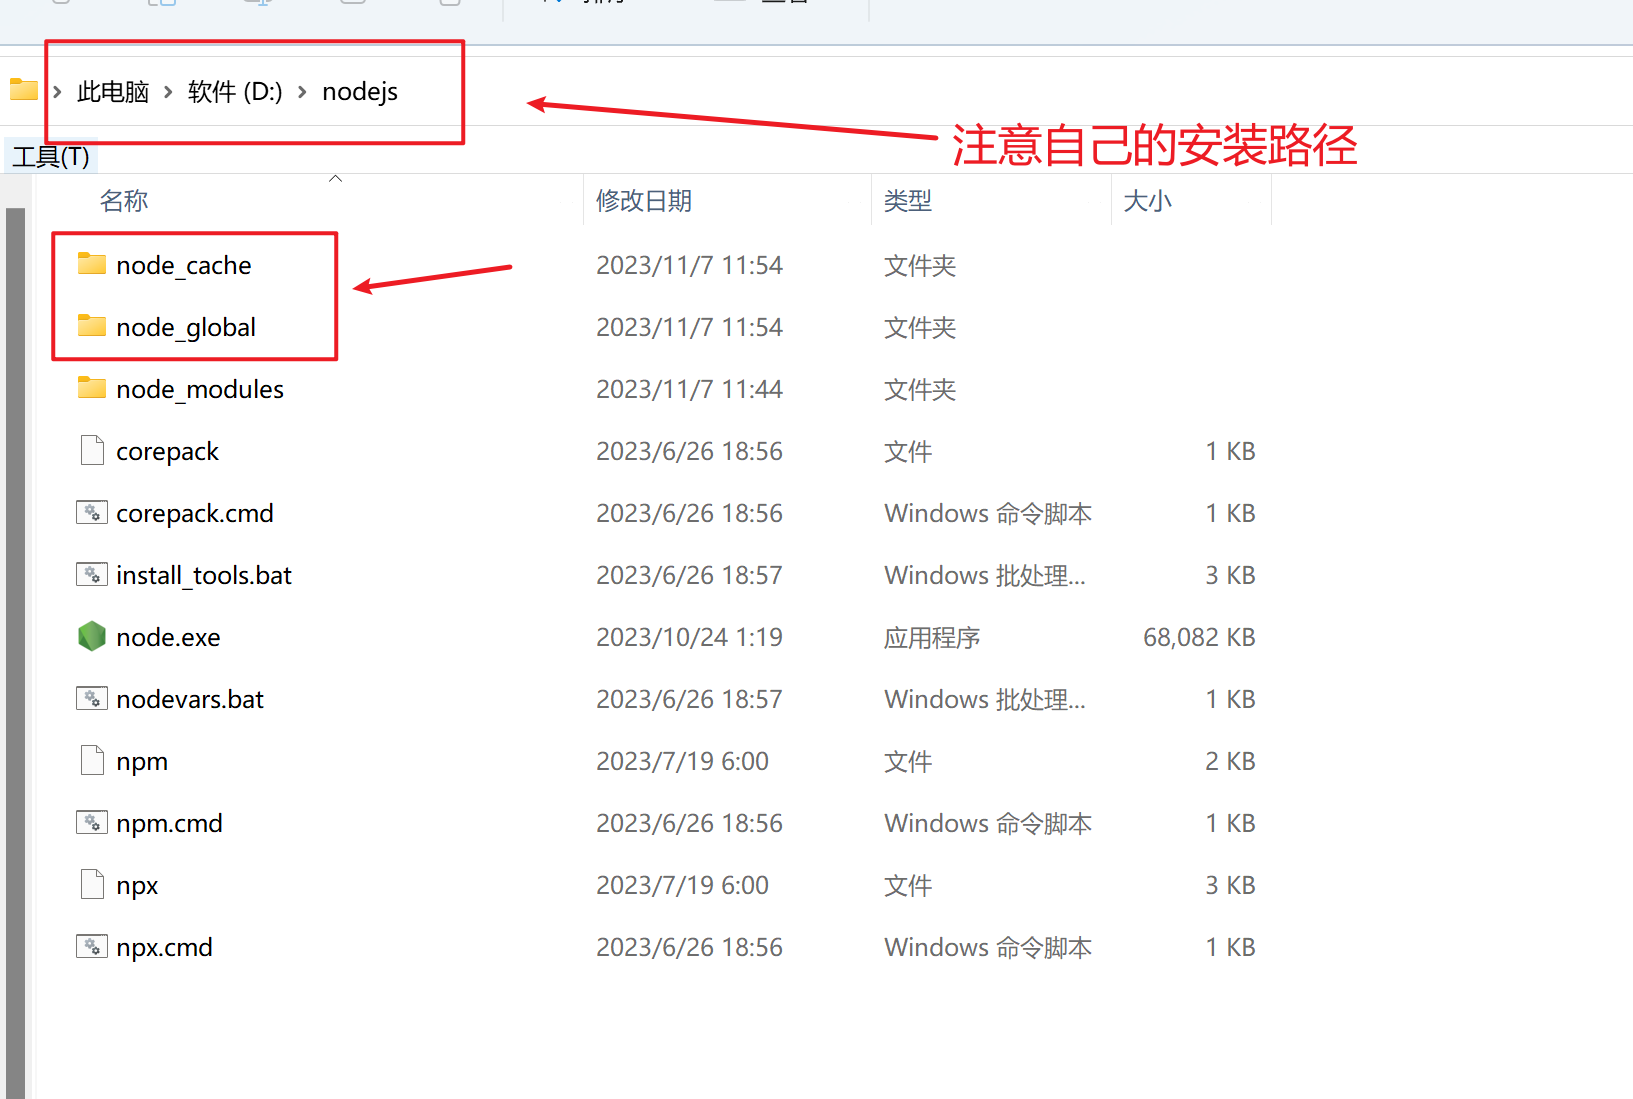 此电脑 > 软件 (D:) > nodejs
注意自己的安装路径
工具(T)
名称 修改日期 类型 大小
node_cache 2023/11/7 11:54 文件夹
node_global 2023/11/7 11:54 文件夹
node_modules 2023/11/7 11:44 文件夹
corepack 2023/6/26 18:56 文件 1 KB
corepack.cmd 2023/6/26 18:56 Windows 命令脚本 1 KB
install_tools.bat 2023/6/26 18:57 Windows 批处理... 3 KB
node.exe 2023/10/24 1:19 应用程序 68,082 KB
nodevars.bat 2023/6/26 18:57 Windows 批处理... 1 KB
npm 2023/7/19 6:00 文件 2 KB
npm.cmd 2023/6/26 18:56 Windows 命令脚本 1 KB
npx 2023/7/19 6:00 文件 3 KB
npx.cmd 2023/6/26 18:56 Windows 命令脚本 1 KB